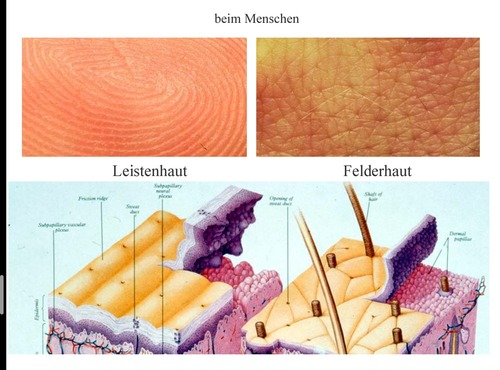 beim Menschen
Leistenhaut
Felderhaut
Subpapillary
neural
plexus
Friction ridge
Sweat
duct
Subpapillary vascular
plexus
Epidermis
Opening of
sweat duct
Shaft of
hair
Dermal
papillae